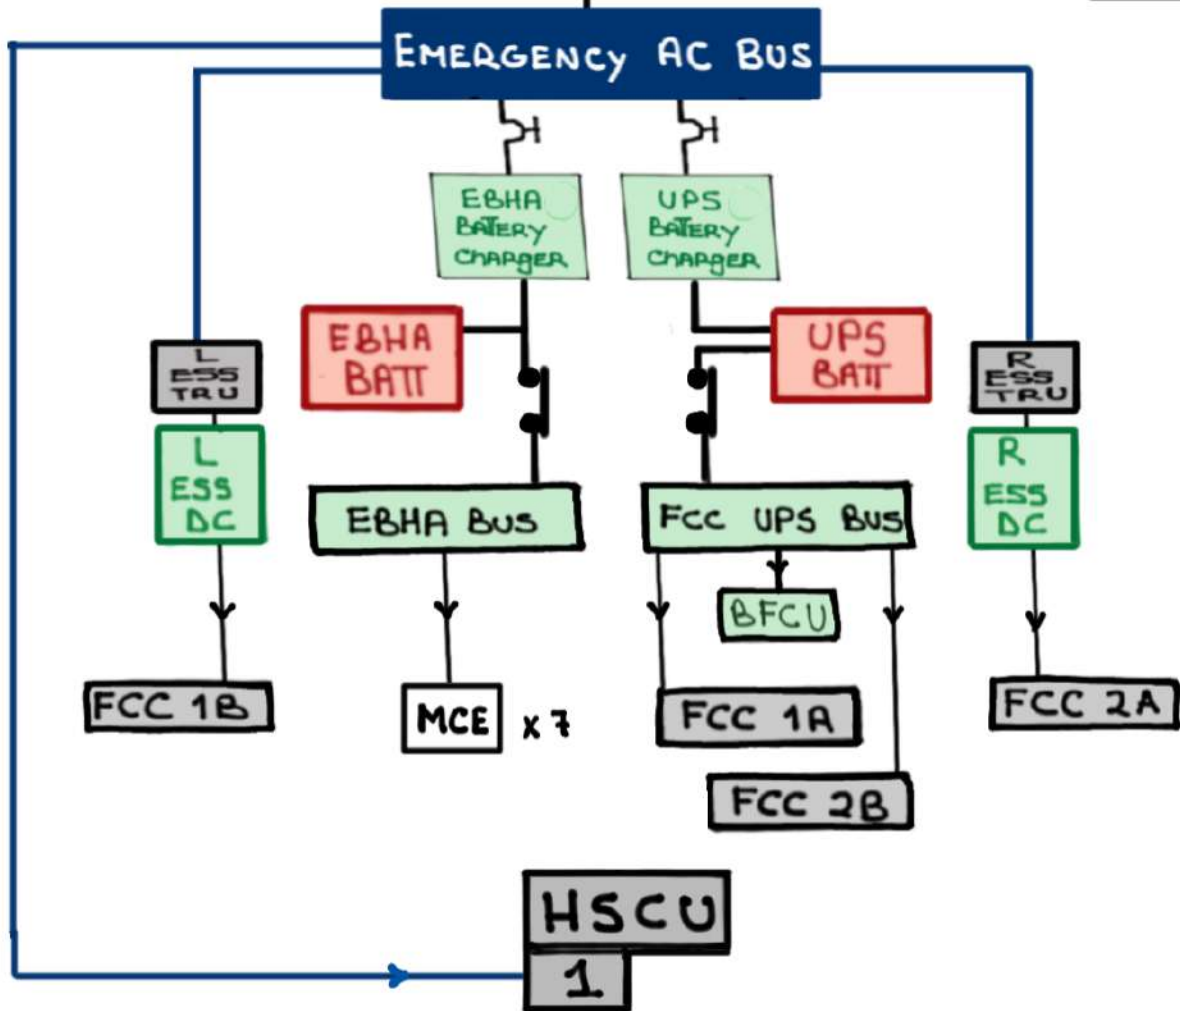 EMERGENCY AC BUS
EBHA
BATERY
CHARGER
UPS
BATERY
CHARGER
EBHA
BATT
UPS
BATT
L
ESS
TRU
R
ESS
TRU
L
ESS
DC
R
ESS
DC
EBHA BUS
FCC UPS BUS
BFCU
FCC 1B
MCE x7
FCC 1A
FCC 2A
FCC 2B
HSCU
1